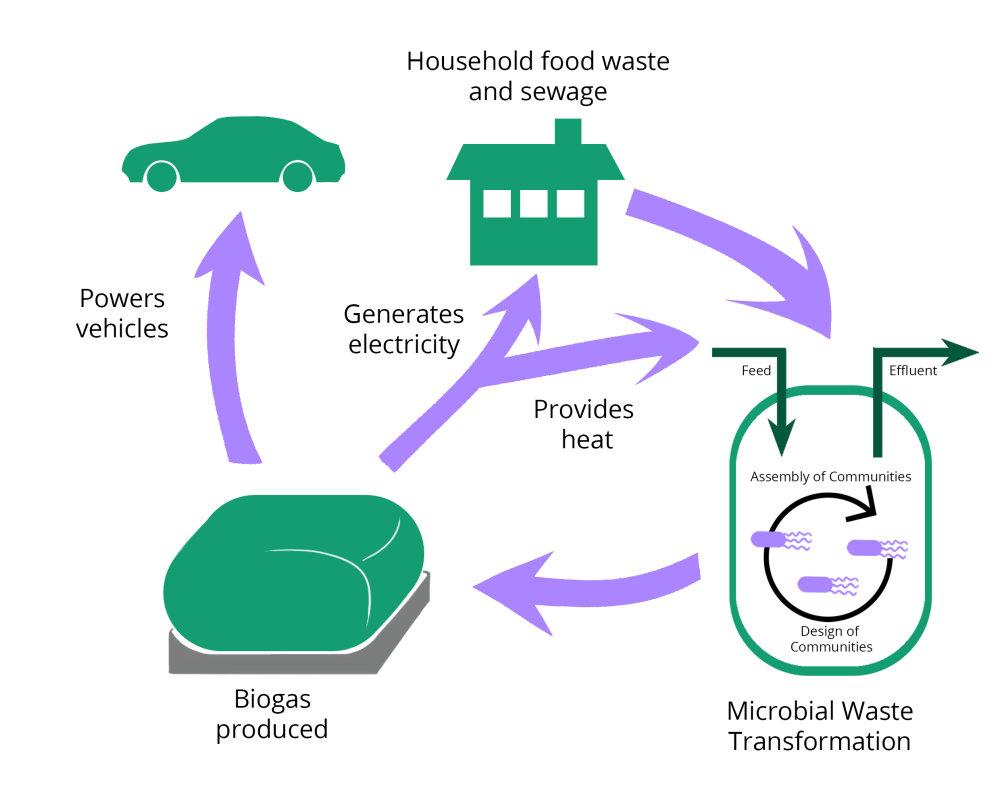 Household food waste
and sewage
Powers
vehicles
Generates
electricity
Provides
heat
Feed
Effluent
Assembly of Communities
Design of
Communities
Biogas
produced
Microbial Waste
Transformation